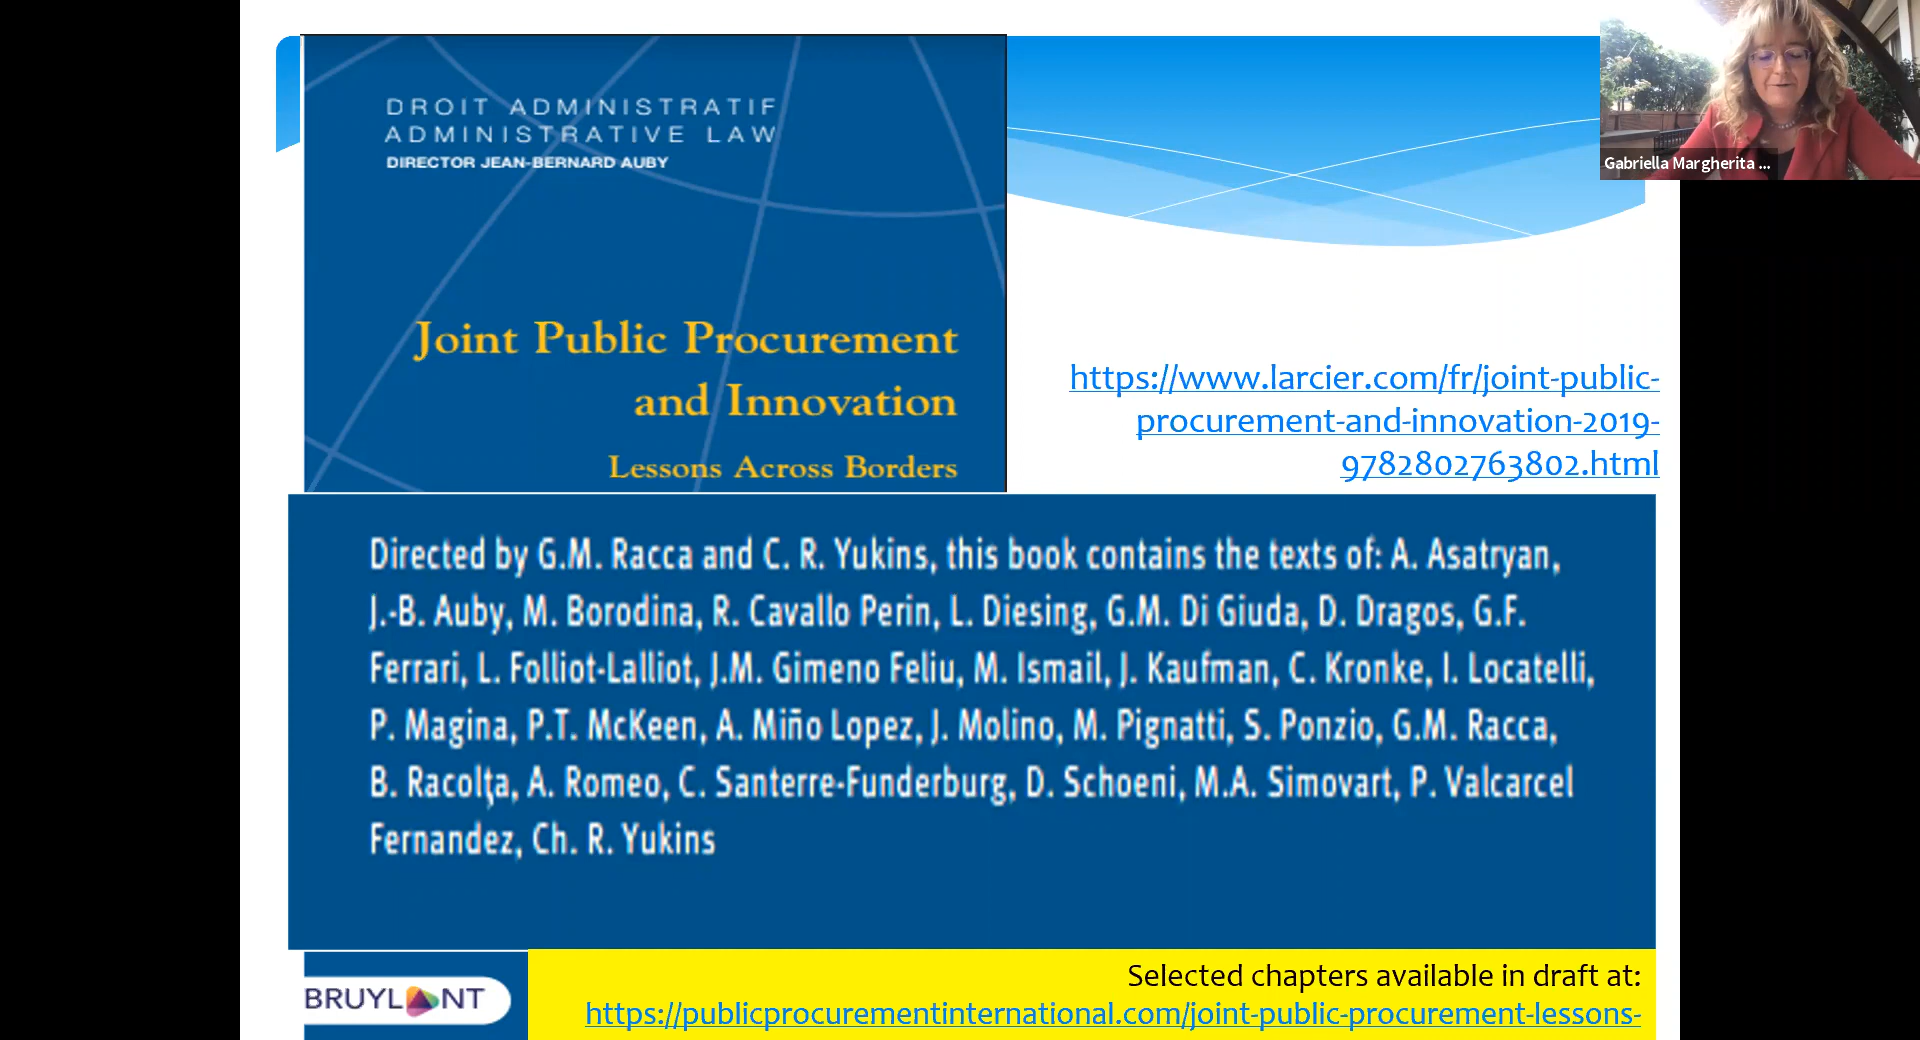 DROIT ADMINISTRATIF
ADMINISTRATIVE LAW
DIRECTOR JEAN-BERNARD AUBY
Joint Public Procurement
and Innovation
Lessons Across Borders
Gabriella Margherita ...
https://www.larcier.com/fr/joint-public-
procurement-and-innovation-2019-
9782802763802.html
Directed by G.M. Racca and C. R. Yukins, this book contains the texts of: A. Asatryan,
J.-B. Auby, M. Borodina, R. Cavallo Perin, L. Diesing, G.M. Di Giuda, D. Dragos, G.F.
Ferrari, L. Folliot-Lalliot, J.M. Gimeno Feliu, M. Ismail, J. Kaufman, C. Kronke, I. Locatelli,
P. Magina, P.T. McKeen, A. Miño Lopez, J. Molino, M. Pignatti, S. Ponzio, G.M. Racca,
B. Racolţa, A. Romeo, C. Santerre-Funderburg, D. Schoeni, M.A. Simovart, P. Valcarcel
Fernandez, Ch. R. Yukins
BRUYLANT
Selected chapters available in draft at:
https://publicprocurementinternational.com/joint-public-procurement-lessons-